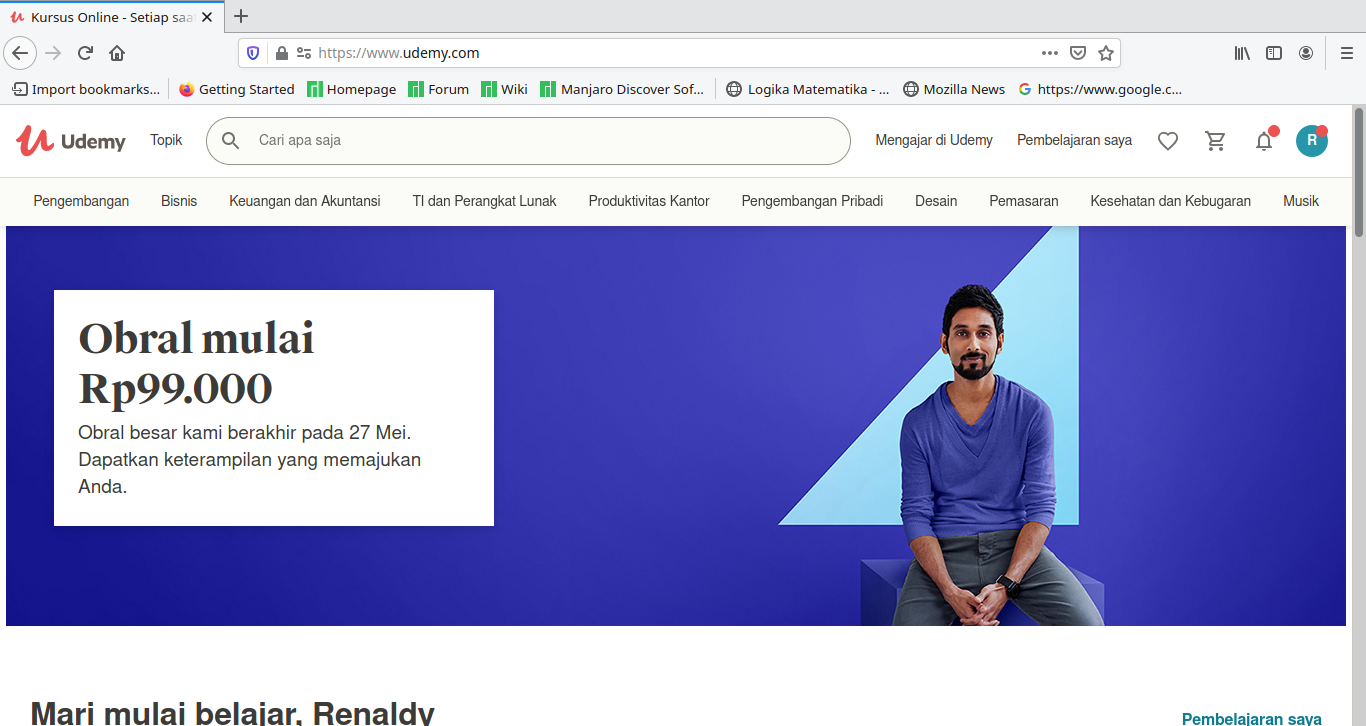 Kursus Online - Setiap saa
https://www.udemy.com
Import bookmarks... Getting Started Homepage Forum Wiki Manjaro Discover Sof... Logika Matematika - ... Mozilla News https://www.google.c...
Udemy Topik Cari apa saja Mengajar di Udemy Pembelajaran saya R
Pengembangan Bisnis Keuangan dan Akuntansi TI dan Perangkat Lunak Produktivitas Kantor Pengembangan Pribadi Desain Pemasaran Kesehatan dan Kebugaran Musik
Obral mulai
Rp99.000
Obral besar kami berakhir pada 27 Mei.
Dapatkan keterampilan yang memajukan
Anda.
Mari mulai belajar, Renaldy Pembelajaran saya